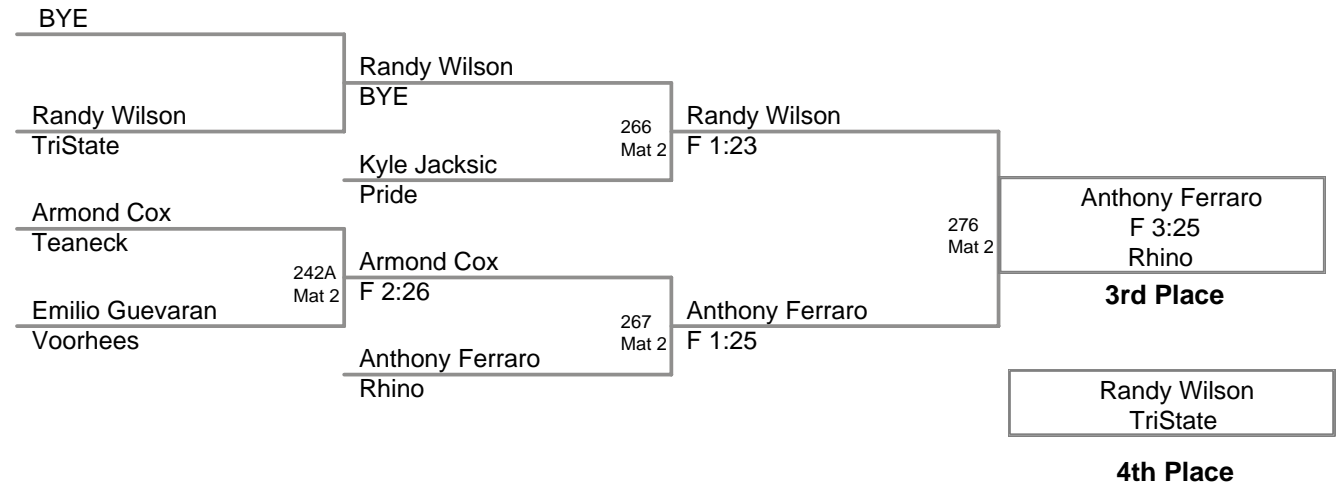 BYE
Randy Wilson
BYE
Randy Wilson
TriState
266
Mat 2
Randy Wilson
F 1:23
Kyle Jacksic
Pride
Armond Cox
Teaneck
276
Mat 2
Anthony Ferraro
F 3:25
Rhino
3rd Place
242A
Mat 2
Armond Cox
F 2:26
Emilio Guevaran
Voorhees
267
Mat 2
Anthony Ferraro
F 1:25
Anthony Ferraro
Rhino
Randy Wilson
TriState
4th Place